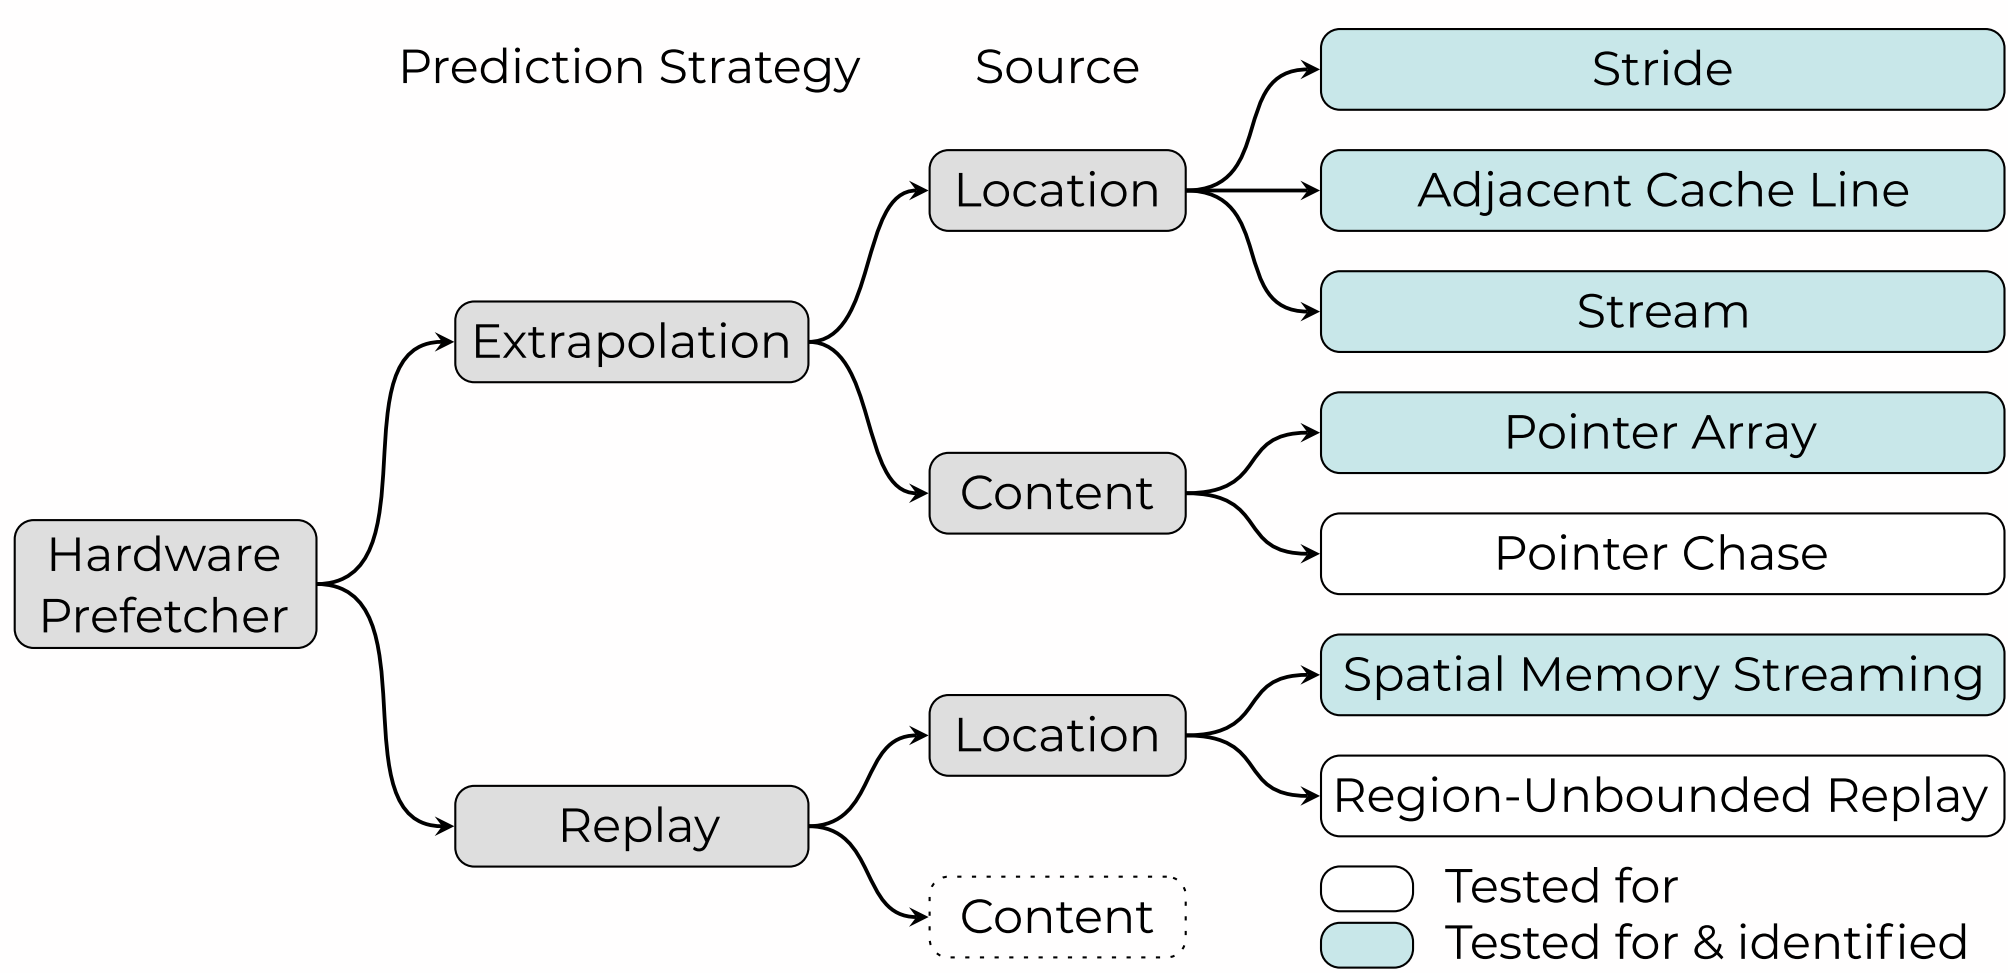 Prediction Strategy
Source
Stride
Adjacent Cache Line
Location
Stream
Extrapolation
Pointer Array
Content
Pointer Chase
Hardware
Prefetcher
Spatial Memory Streaming
Location
Region-Unbounded Replay
Replay
Content
Tested for
Tested for & identified